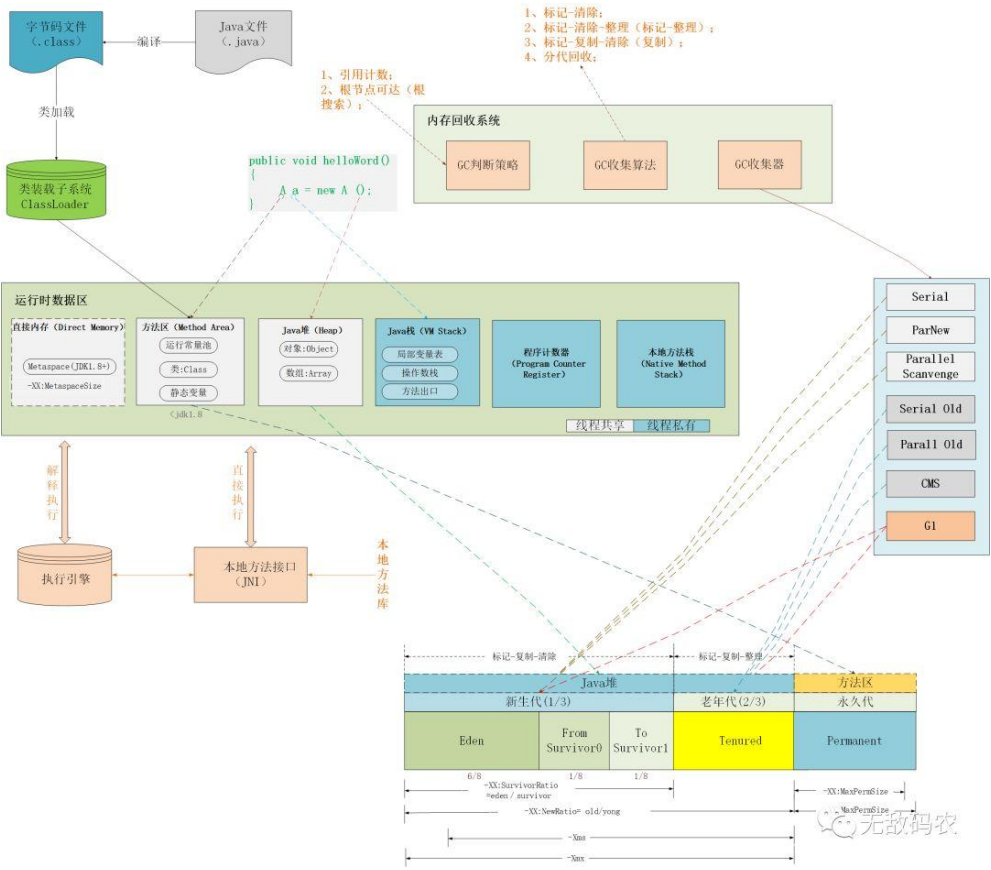 字节码文件
（.class）
编译
Java文件
（.java）
类加载
类装载子系统
ClassLoader
1、标记-清除;
2、标记-清除-整理（标记-整理）;
3、标记-复制-清除（复制）;
4、分代回收;
1、引用计数;
2、根节点可达（根
搜索）;
内存回收系统
GC判断策略
GC收集算法
GC收集器
public void helloWord()
{
A a = new A ();
}
运行时数据区
直接内存（Direct Memory）
Metaspace(JDK1.8+)
-XX:MetaspaceSize
方法区（Method Area）
运行常量池
类:Class
静态变量
<jdk1.8
Java堆（Heap）
对象:Object
数组:Array
Java栈（VM Stack）
局部变量表
操作数栈
方法出口
程序计数器
(Program Counter
Register)
本地方法栈
(Native Method
Stack)
线程共享
线程私有
Serial
ParNew
Parallel
Scanvenge
Serial Old
Parall Old
CMS
G1
解释执行
直接执行
执行引擎
本地方法接口
（JNI）
本地方法库
标记-复制-清除
标记-复制-整理
Java堆
方法区
新生代(1/3)
老年代(2/3)
永久代
Eden
From
Survivor0
To
Survivor1
Tenured
Permanent
6/8
1/8
1/8
-XX:SurvivorRatio
=eden/survivor
-XX:MaxPermSize
-XX:NewRatio= old/yong
MaxPermSize
-Xms
-Xmx
无敌码农